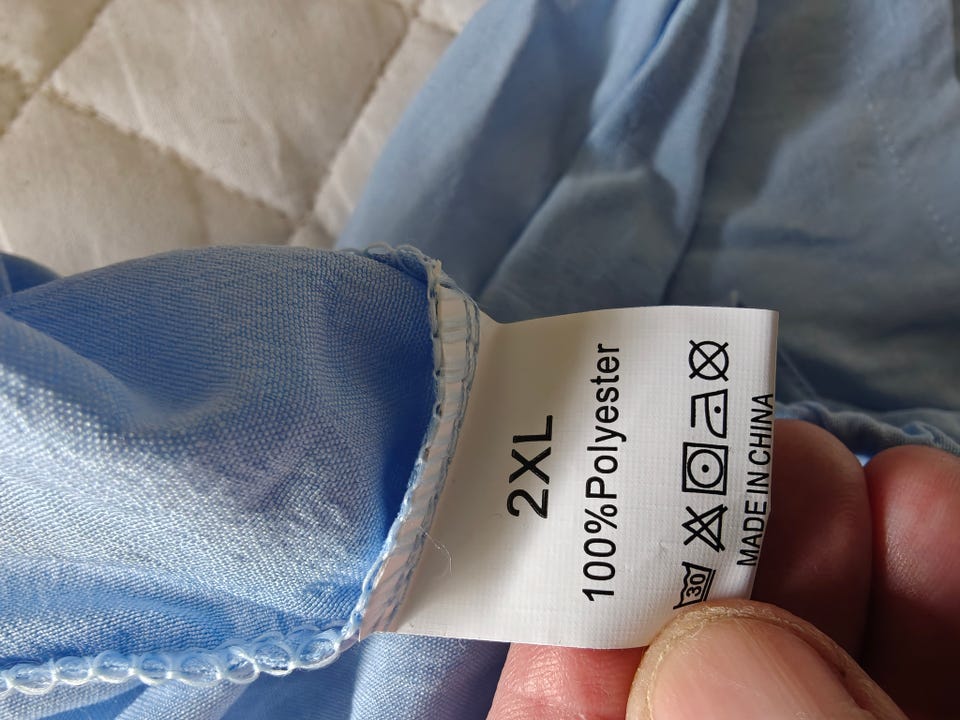 2XL
100%Polyester
30
MADE IN CHINA